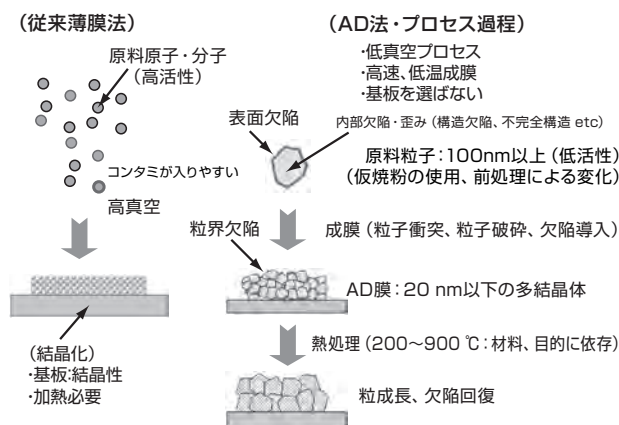 （従来薄膜法）
原料原子・分子
（高活性）
コンタミが入りやすい
高真空
（結晶化）
・基板:結晶性
・加熱必要
（AD法・プロセス過程）
・低真空プロセス
・高速、低温成膜
・基板を選ばない
表面欠陥
内部欠陥・歪み（構造欠陥、不完全構造 etc）
原料粒子：100nm以上（低活性）
（仮焼粉の使用、前処理による変化）
成膜（粒子衝突、粒子破砕、欠陥導入）
粒界欠陥
AD膜：20 nm以下の多結晶体
熱処理（200〜900 ℃：材料、目的に依存）
粒成長、欠陥回復